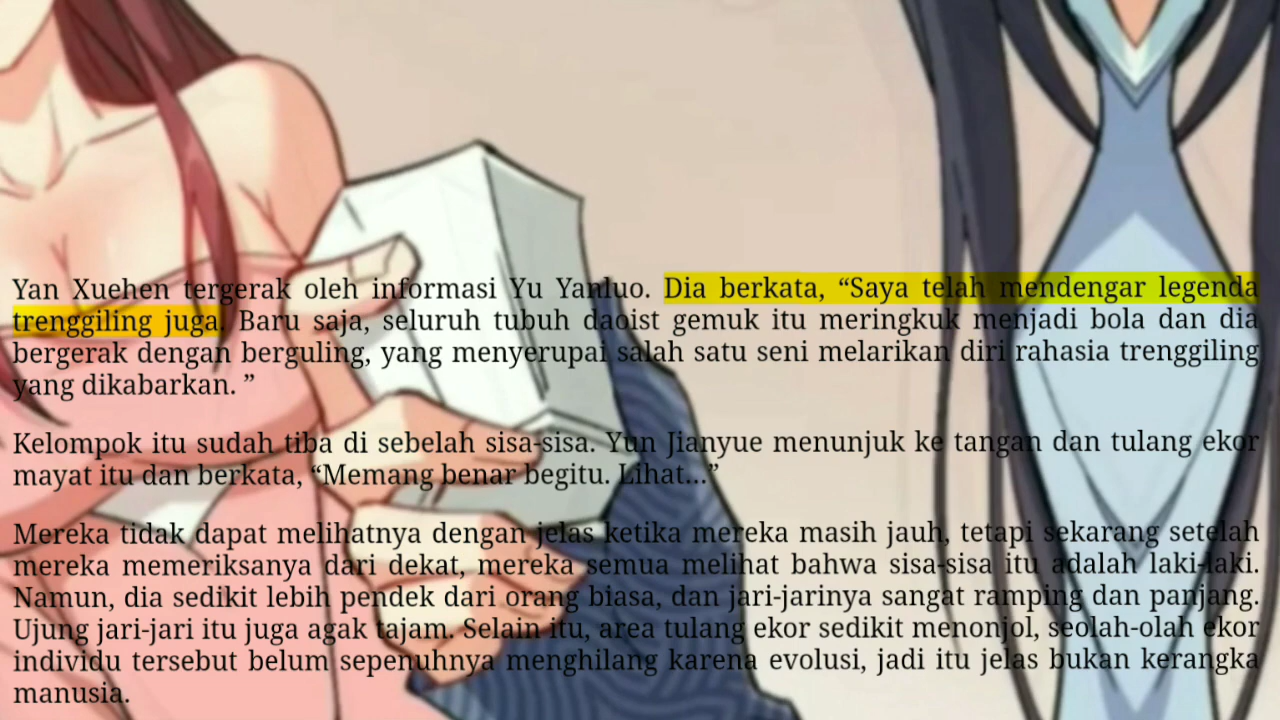 Yan Xuehen tergerak oleh informasi Yu Yanluo. Dia berkata, “Saya telah mendengar legenda
trenggiling juga. Baru saja, seluruh tubuh daoist gemuk itu meringkuk menjadi bola dan dia
bergerak dengan berguling, yang menyerupai salah satu seni melarikan diri rahasia trenggiling
yang dikabarkan. ”
Kelompok itu sudah tiba di sebelah sisa-sisa. Yun Jianyue menunjuk ke tangan dan tulang ekor
mayat itu dan berkata, “Memang benar begitu. Lihat...”
Mereka tidak dapat melihatnya dengan jelas ketika mereka masih jauh, tetapi sekarang setelah
mereka memeriksanya dari dekat, mereka semua melihat bahwa sisa-sisa itu adalah laki-laki.
Namun, dia sedikit lebih pendek dari orang biasa, dan jari-jarinya sangat ramping dan panjang.
Ujung jari-jari itu juga agak tajam. Selain itu, area tulang ekor sedikit menonjol, seolah-olah ekor
individu tersebut belum sepenuhnya menghilang karena evolusi, jadi itu jelas bukan kerangka
manusia.